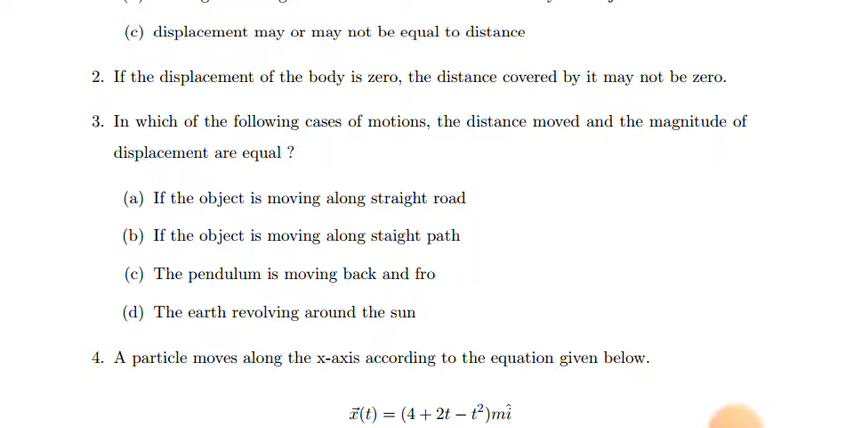 (c) displacement may or may not be equal to distance
2. If the displacement of the body is zero, the distance covered by it may not be zero.
3. In which of the following cases of motions, the distance moved and the magnitude of
displacement are equal ?
(a) If the object is moving along straight road
(b) If the object is moving along staight path
(c) The pendulum is moving back and fro
(d) The earth revolving around the sun
4. A particle moves along the x-axis according to the equation given below.
x⃗(t) = (4 + 2t − t²)mî